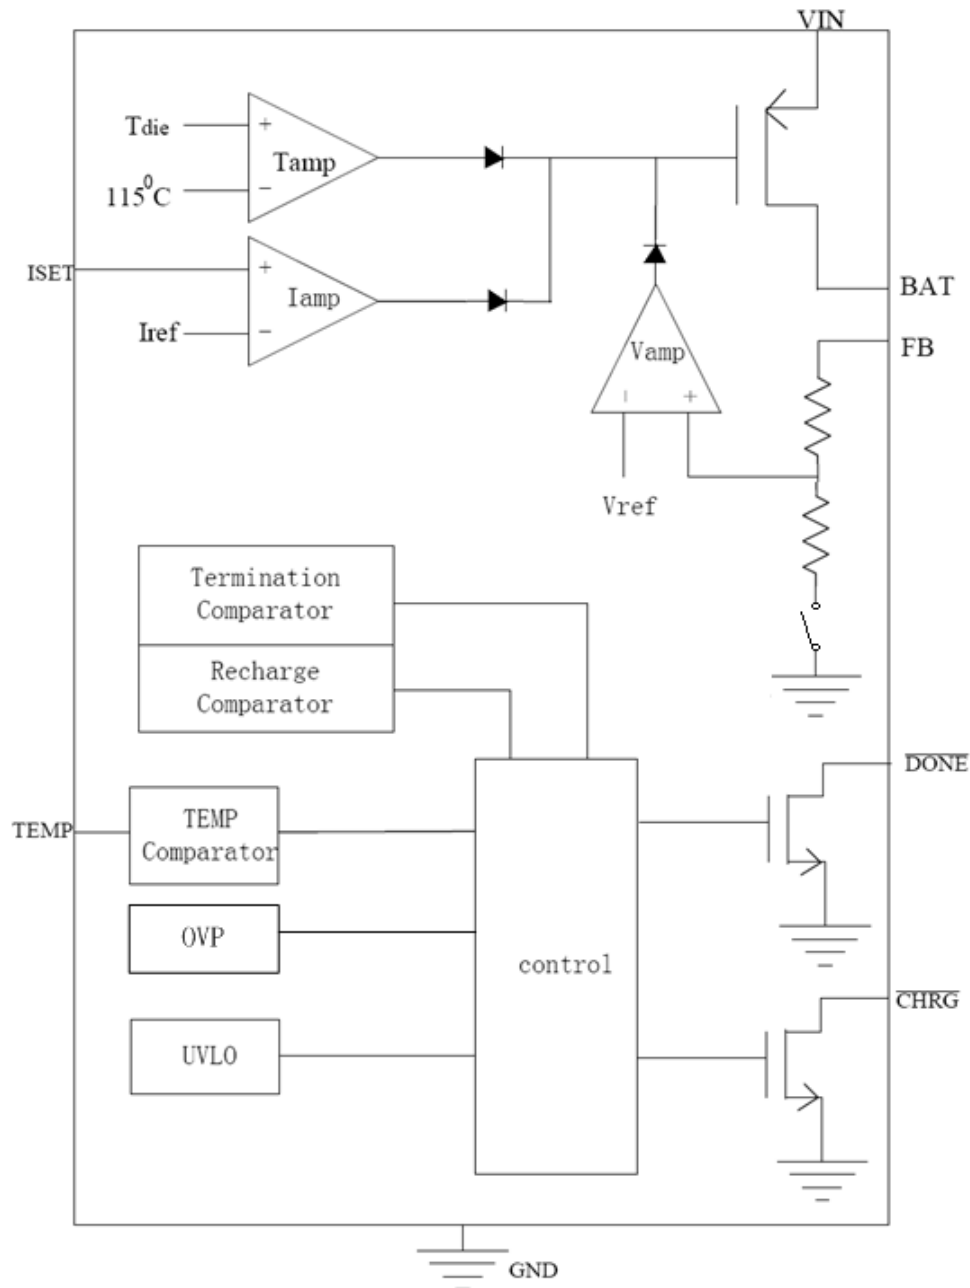 VIN
Tdie
+
Tamp
115⁰C
−
ISET
+
Iamp
Iref
−
BAT
FB
Vamp
− +
Vref
Termination
Comparator
Recharge
Comparator
DONE
TEMP
TEMP
Comparator
OVP
control
CHRG
UVLO
GND